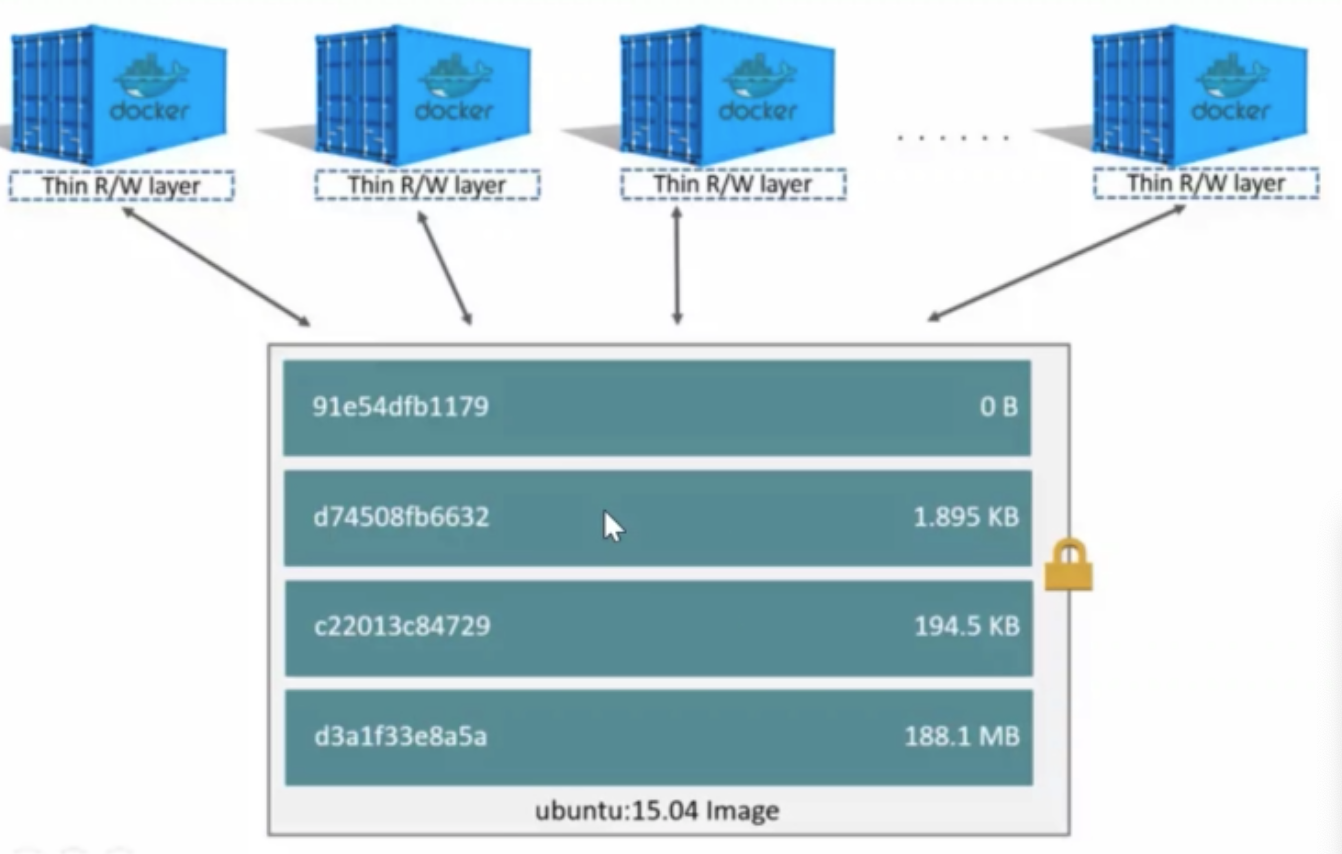 docker docker docker docker
Thin R/W layer Thin R/W layer Thin R/W layer Thin R/W layer
91e54dfb1179 0 B
d74508fb6632 1.895 KB
c22013c84729 194.5 KB
d3a1f33e8a5a 188.1 MB
ubuntu:15.04 Image